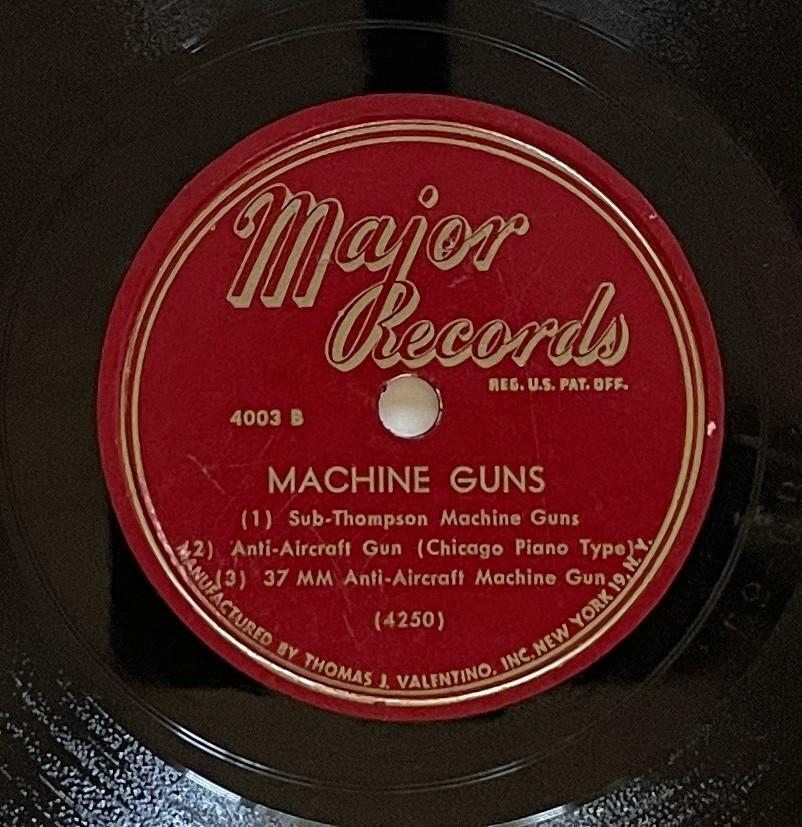 Major
Records
REG. U.S. PAT. OFF.
4003 B
MACHINE GUNS
(1) Sub-Thompson Machine Guns
(2) Anti-Aircraft Gun (Chicago Piano Type)
(3) 37 MM Anti-Aircraft Machine Gun
(4250)
MANUFACTURED BY THOMAS J. VALENTINO, INC. NEW YORK 19, N.Y.